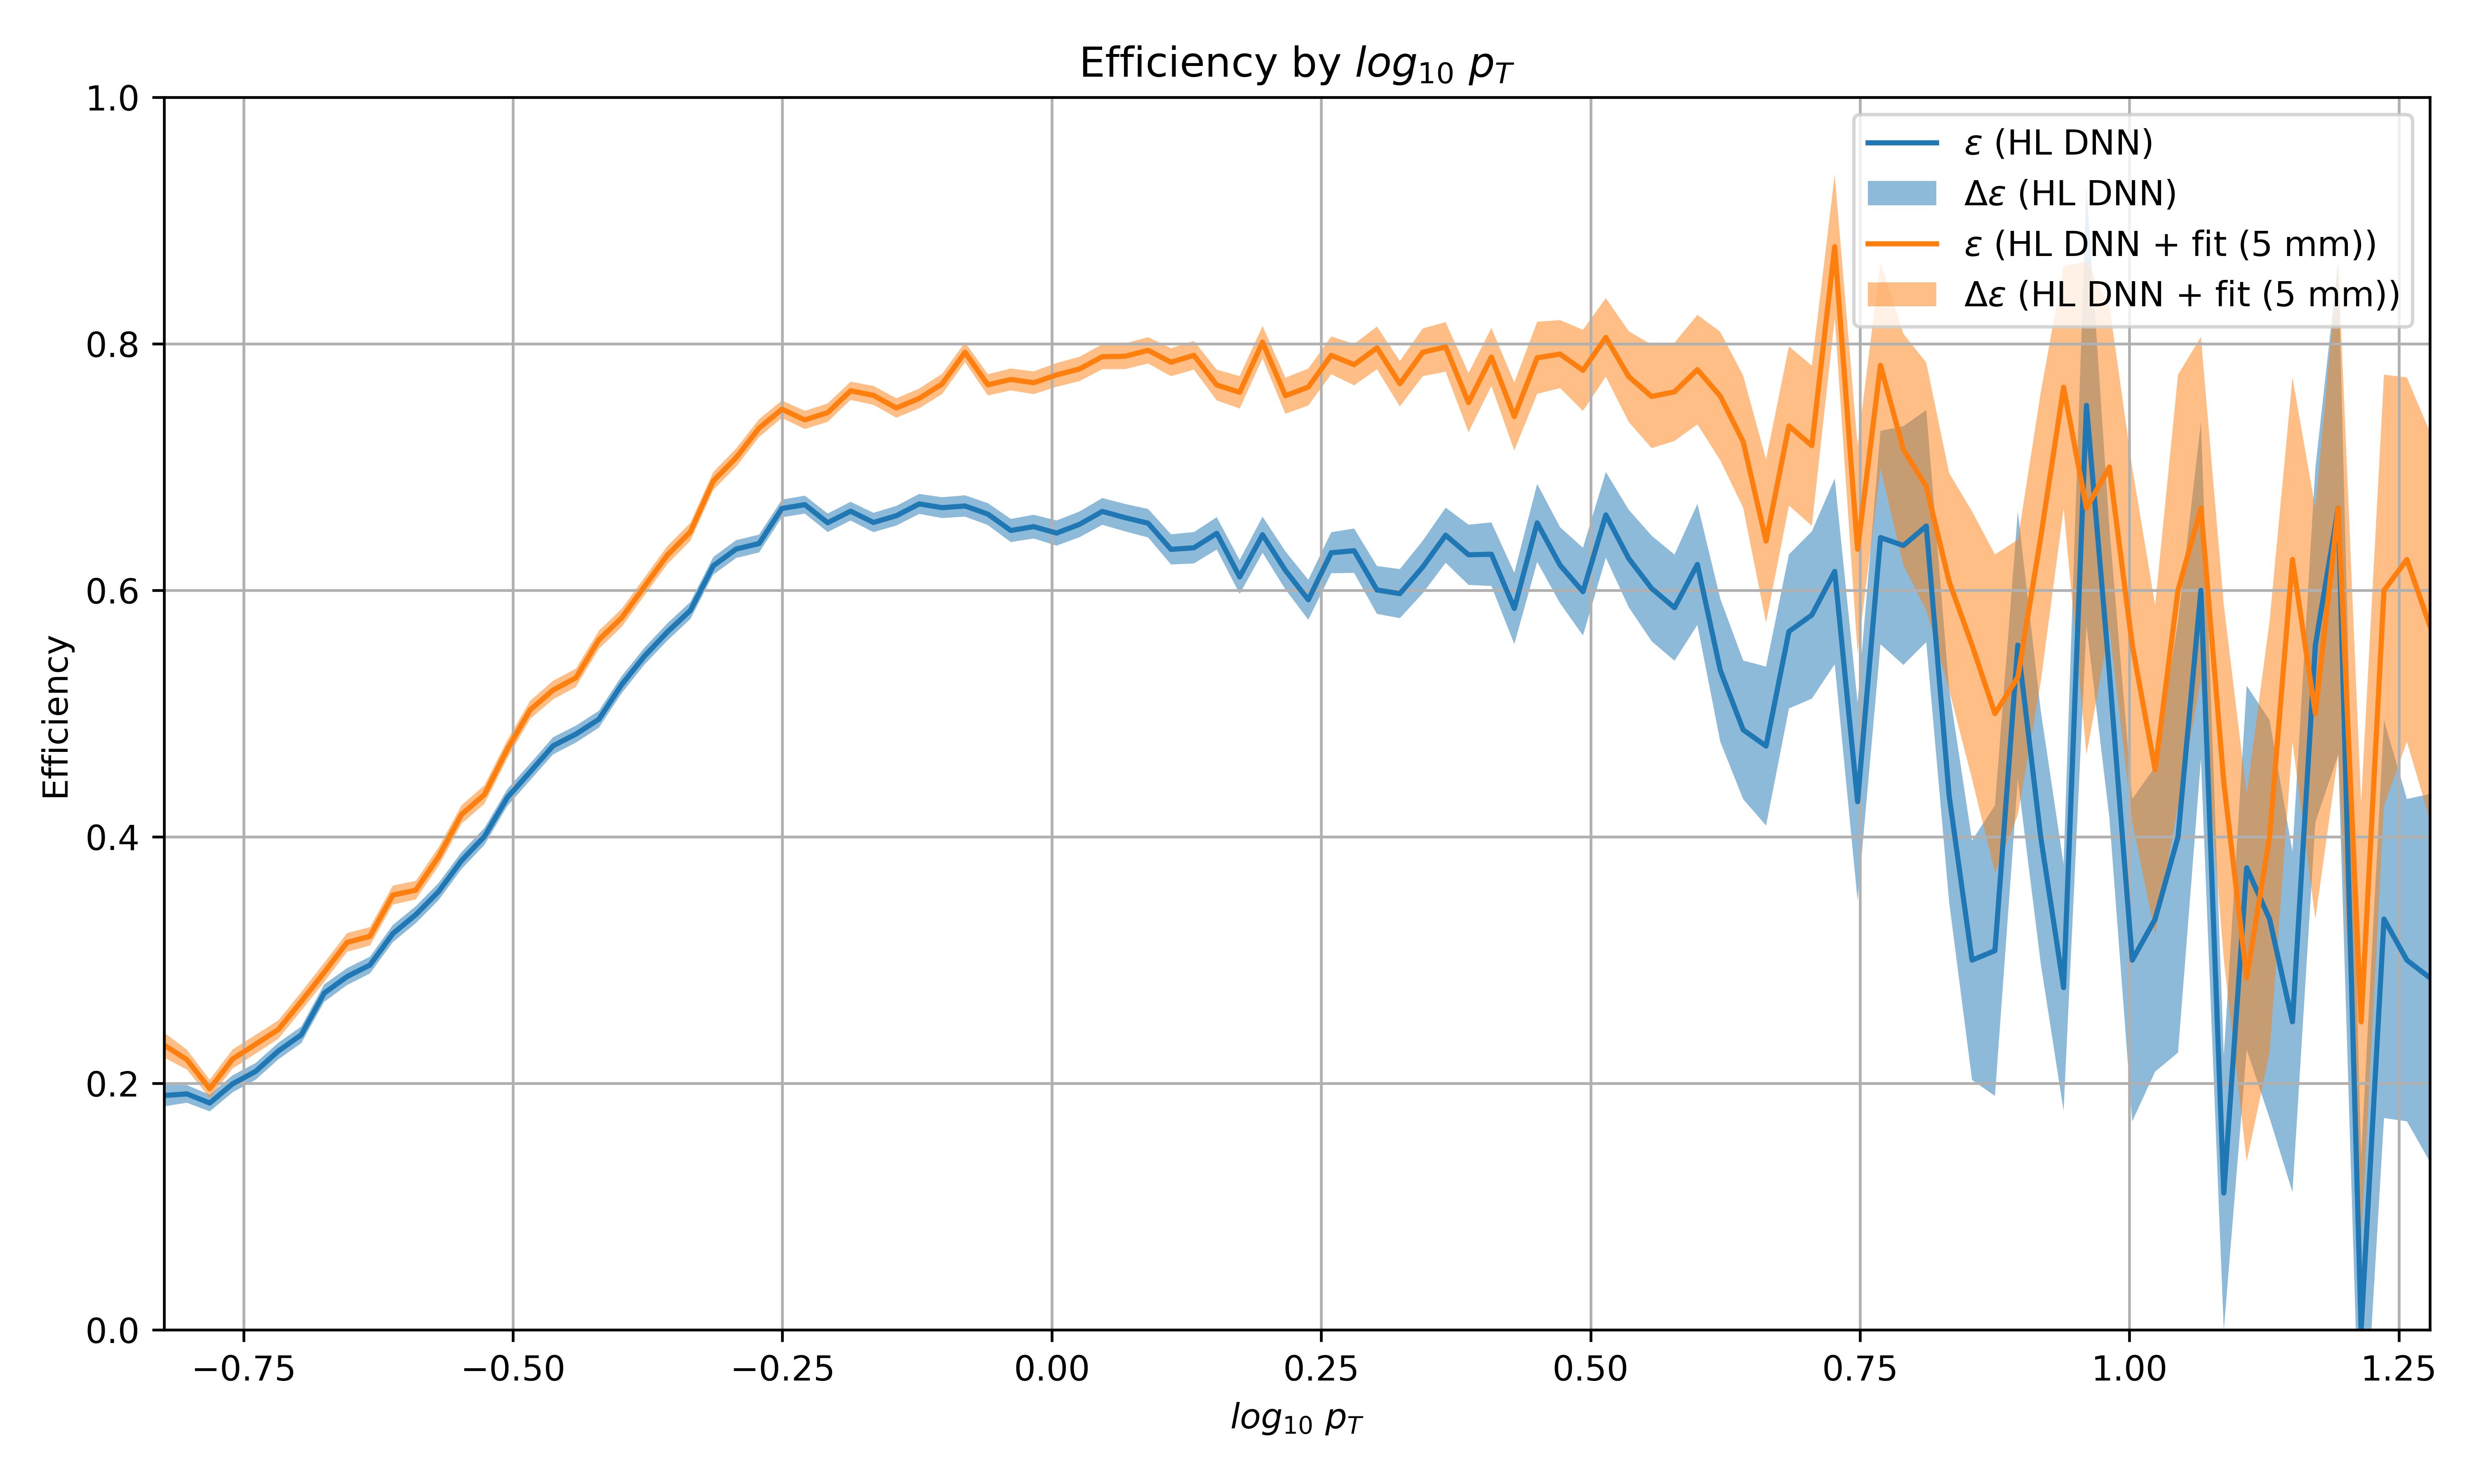 Efficiency by log₁₀ p_T
1.0
0.8
0.6
0.4
0.2
0.0
Efficiency
ε (HL DNN)
Δε (HL DNN)
ε (HL DNN + fit (5 mm))
Δε (HL DNN + fit (5 mm))
−0.75 −0.50 −0.25 0.00 0.25 0.50 0.75 1.00 1.25
log₁₀ p_T